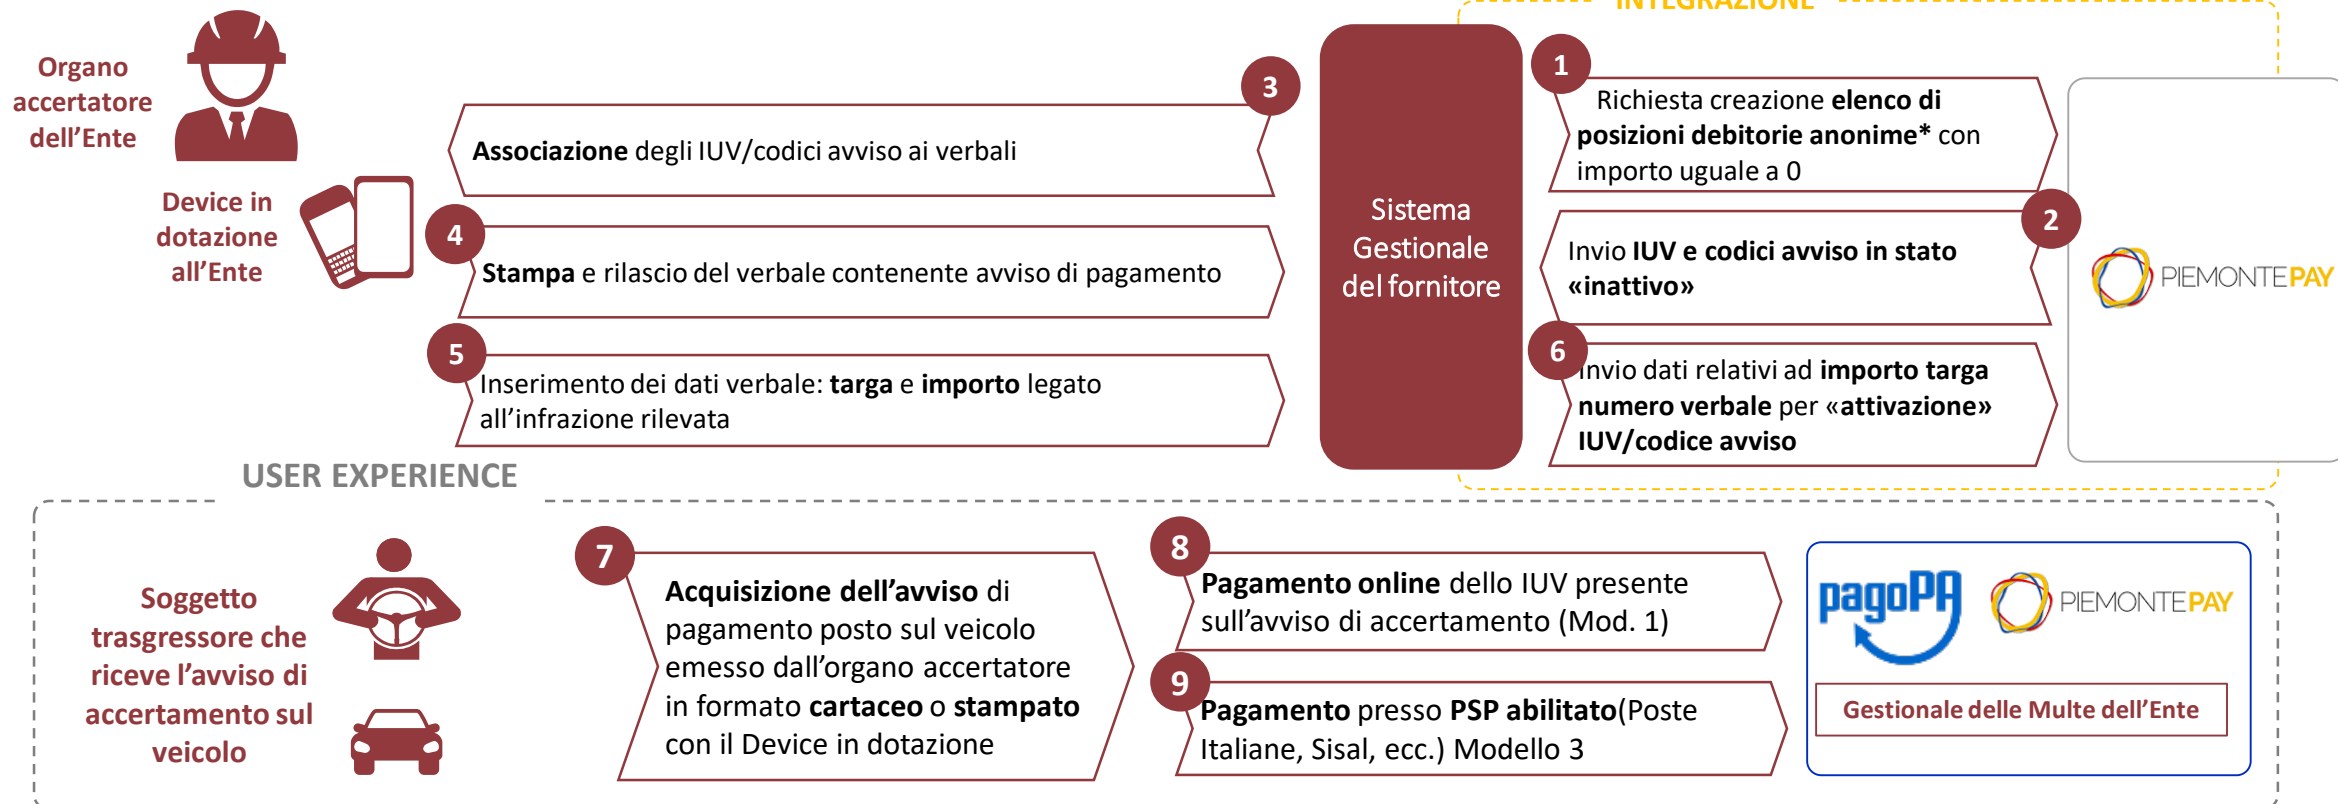 INTEGRAZIONE
Organo
accertatore
dell'Ente
Device in
dotazione
all'Ente
3
Associazione degli IUV/codici avviso ai verbali
4
Stampa e rilascio del verbale contenente avviso di pagamento
5
Inserimento dei dati verbale: targa e importo legato
all'infrazione rilevata
Sistema
Gestionale
del fornitore
1
Richiesta creazione elenco di
posizioni debitorie anonime* con
importo uguale a 0
2
Invio IUV e codici avviso in stato
«inattivo»
6
Invio dati relativi ad importo targa
numero verbale per «attivazione»
IUV/codice avviso
PIEMONTEPAY
USER EXPERIENCE
Soggetto
trasgressore che
riceve l'avviso di
accertamento sul
veicolo
7
Acquisizione dell'avviso di
pagamento posto sul veicolo
emesso dall'organo accertatore
in formato cartaceo o stampato
con il Device in dotazione
8
Pagamento online dello IUV presente
sull'avviso di accertamento (Mod. 1)
9
Pagamento presso PSP abilitato(Poste
Italiane, Sisal, ecc.) Modello 3
pagoPA
PIEMONTEPAY
Gestionale delle Multe dell'Ente